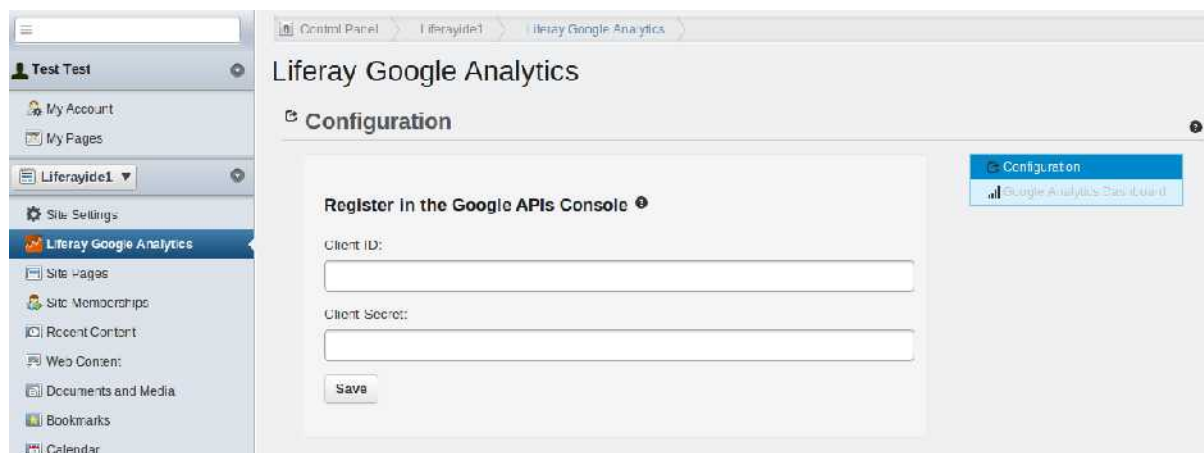 Control Panel
Liferayide1
Liferay Google Analytics
Test Test
My Account
My Pages
Liferayide1 ▼
Site Settings
Liferay Google Analytics
Site Pages
Site Memberships
Recent Content
Web Content
Documents and Media
Bookmarks
Calendar
Liferay Google Analytics
Configuration
Register in the Google APIs Console
Client ID:
Client Secret:
Save
Configuration
Google Analytics Dashboard